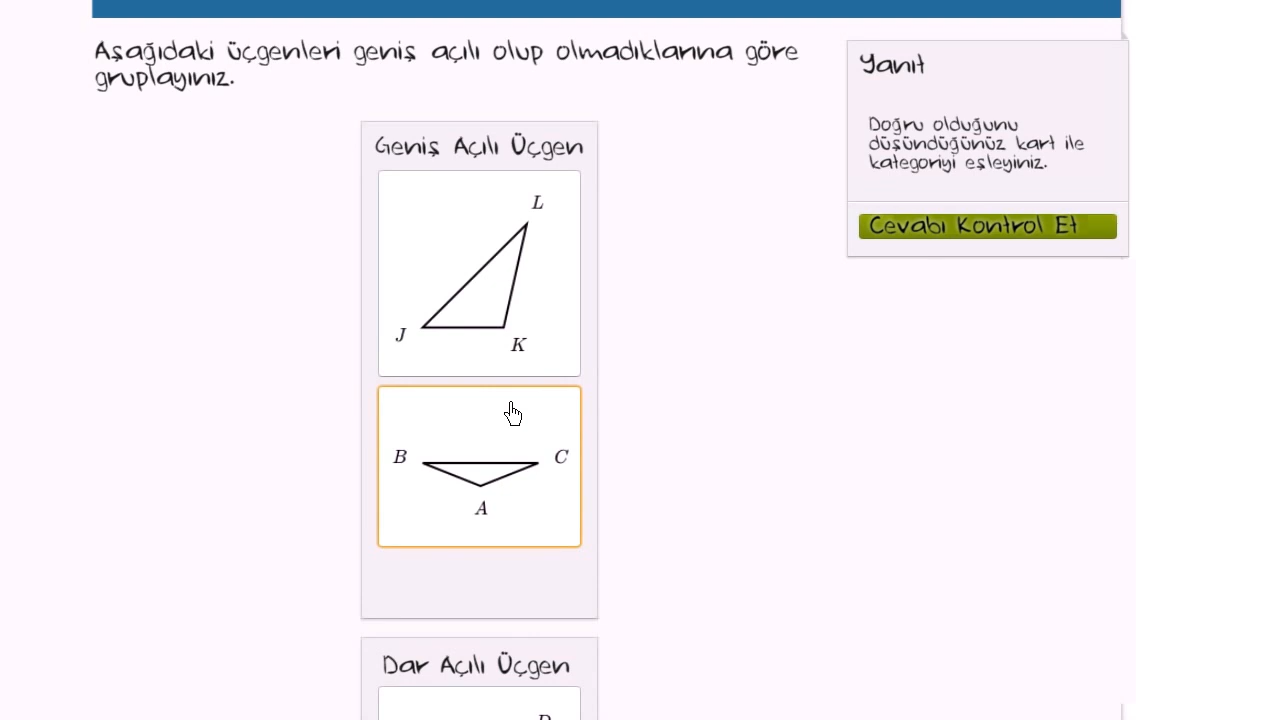 Aşağıdaki üçgenleri geniş açılı olup olmadıklarına göre
gruplayınız.
Yanıt
Doğru olduğunu
düşündüğünüz kart ile
kategoriyi eşleyiniz.
Cevabı Kontrol Et
Geniş Açılı Üçgen
L
J
K
B
C
A
Dar Açılı Üçgen